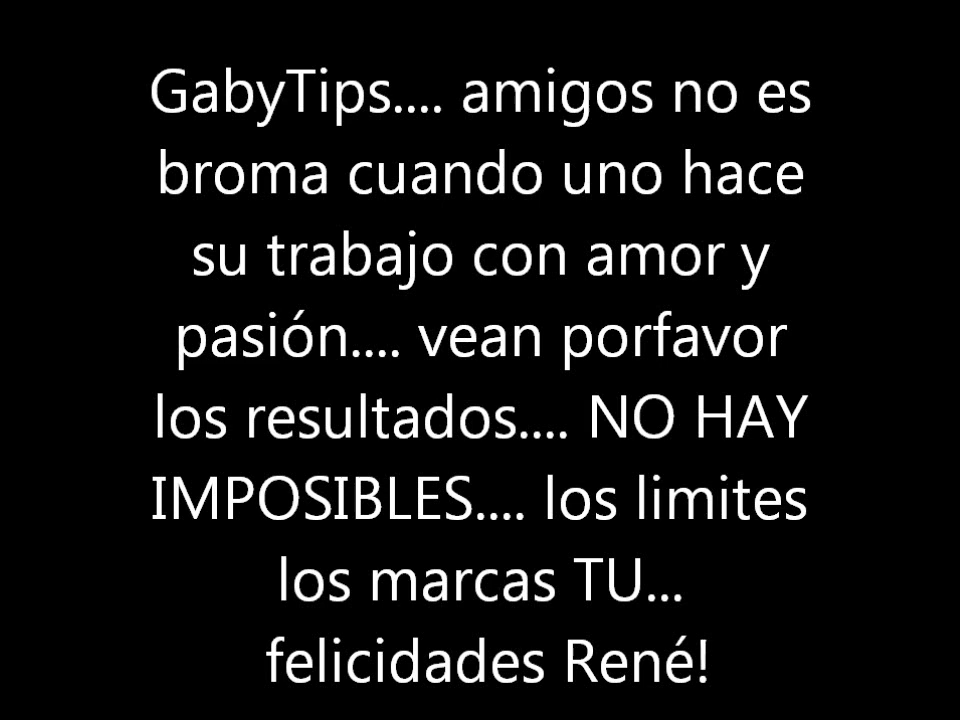 GabyTips.... amigos no es
broma cuando uno hace
su trabajo con amor y
pasión.... vean porfavor
los resultados.... NO HAY
IMPOSIBLES.... los limites
los marcas TU...
felicidades René!